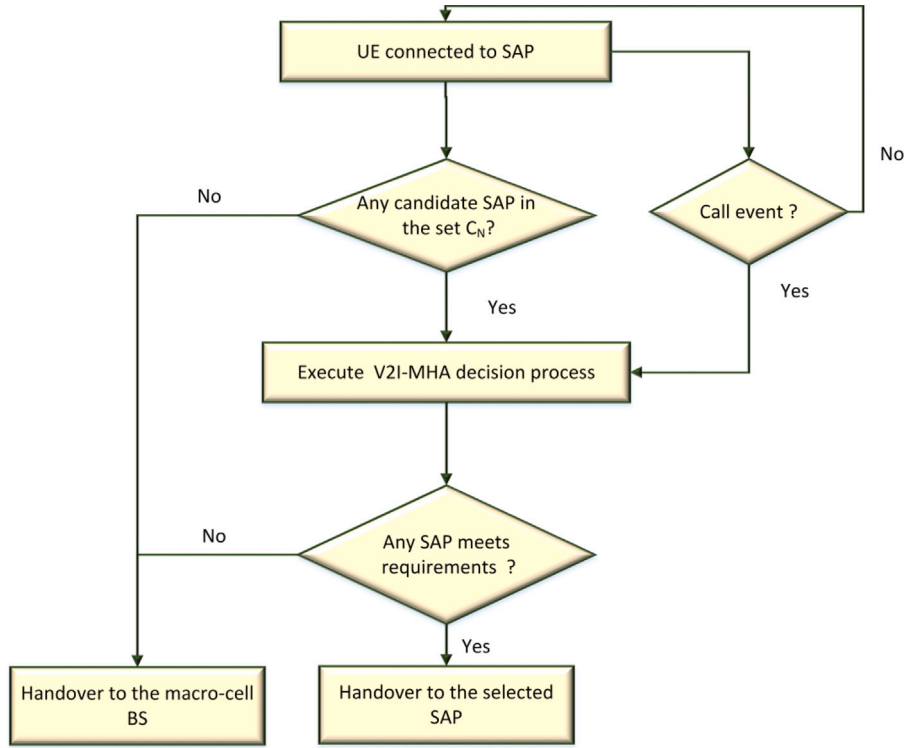 UE connected to SAP
No
No
Any candidate SAP in
the set C_N?
Call event ?
Yes
Yes
Execute V2I-MHA decision process
No
Any SAP meets
requirements ?
Yes
Handover to the macro-cell
BS
Handover to the selected
SAP